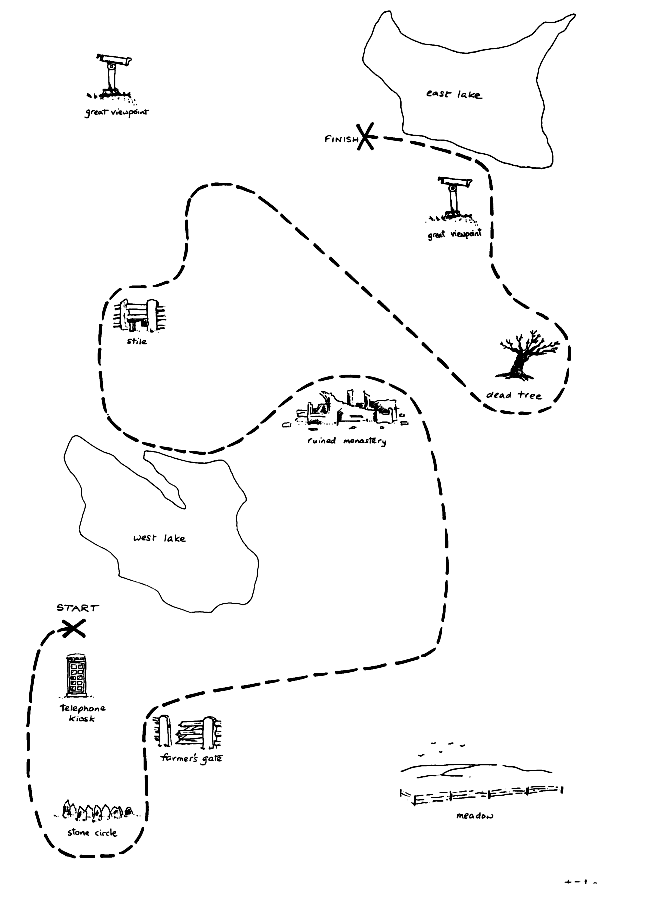 east lake
great viewpoint
FINISH
great viewpoint
stile
dead tree
ruined monastery
west lake
START
Telephone
kiosk
farmer's gate
meadow
stone circle